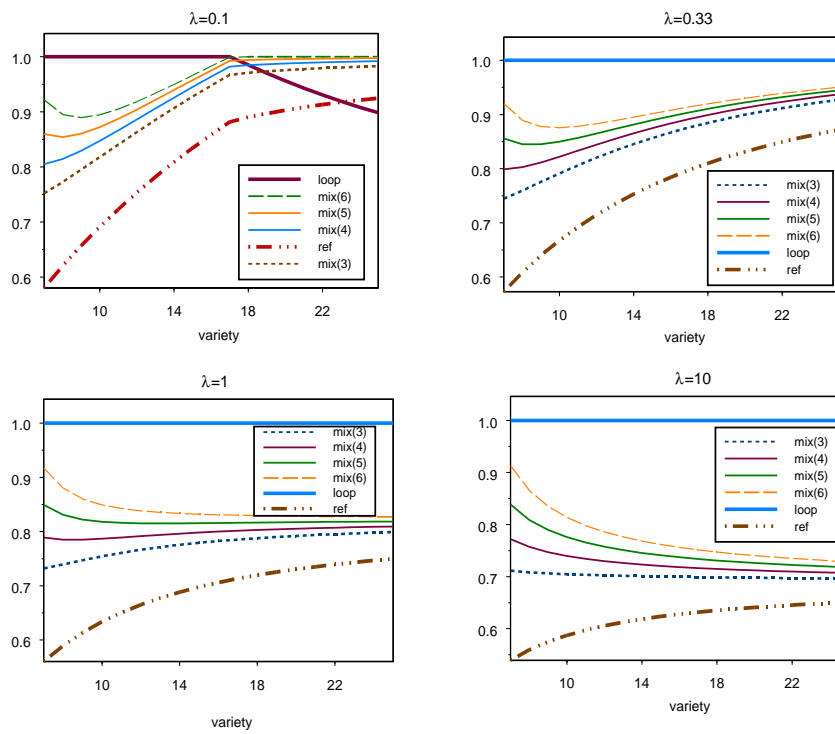 λ=0.1
1.0
0.9
0.8
0.7
0.6
loop
mix(6)
mix(5)
mix(4)
ref
mix(3)
10 14 18 22
variety
λ=0.33
1.0
0.9
0.8
0.7
0.6
mix(3)
mix(4)
mix(5)
mix(6)
loop
ref
10 14 18 22
variety
λ=1
1.0
0.9
0.8
0.7
0.6
mix(3)
mix(4)
mix(5)
mix(6)
loop
ref
10 14 18 22
variety
λ=10
1.0
0.9
0.8
0.7
0.6
mix(3)
mix(4)
mix(5)
mix(6)
loop
ref
10 14 18 22
variety